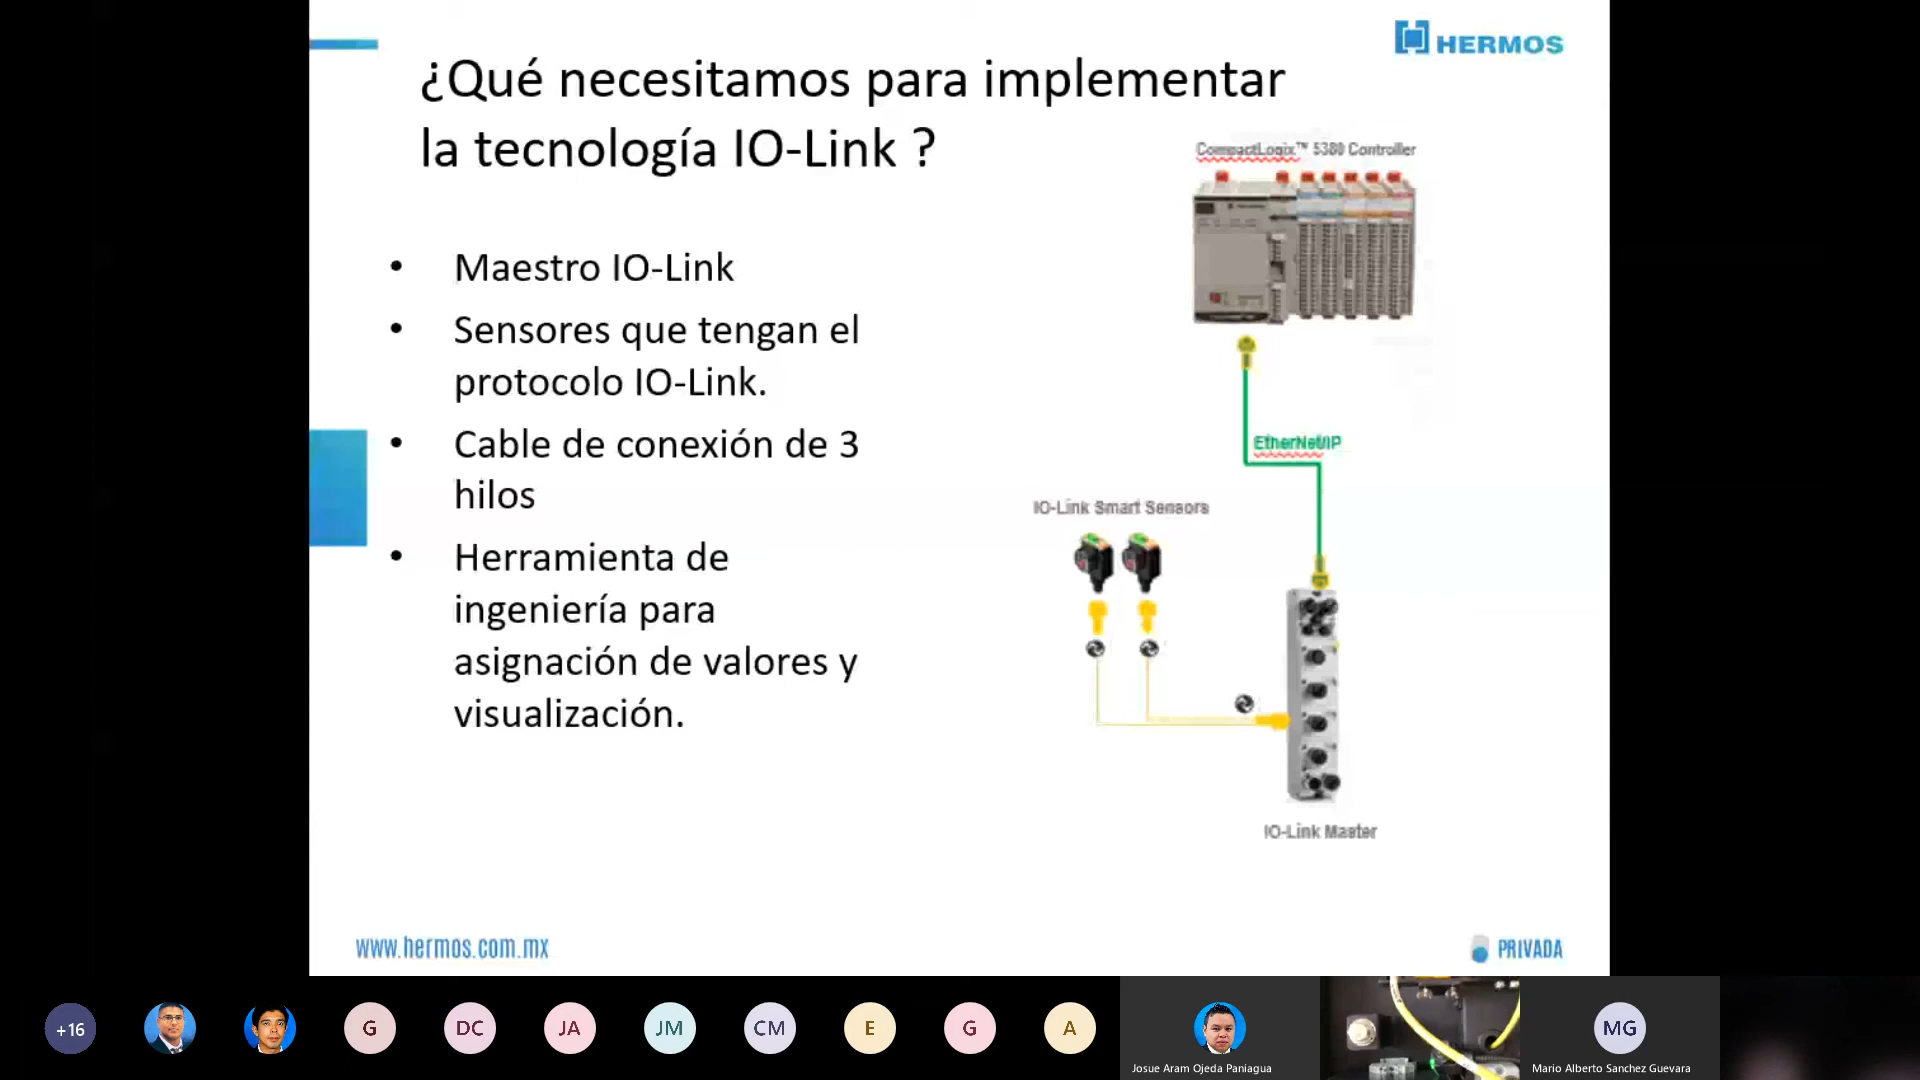 HERMOS
¿Qué necesitamos para implementar
la tecnología IO-Link ?
CompactLogix™ 5380 Controller
• Maestro IO-Link
• Sensores que tengan el
protocolo IO-Link.
• Cable de conexión de 3
hilos
• Herramienta de
ingeniería para
asignación de valores y
visualización.
EtherNet/IP
IO-Link Smart Sensors
IO-Link Master
www.hermos.com.mx
PRIVADA
+16
G
DC
JA
JM
CM
E
G
A
Josue Aram Ojeda Paniagua
MG
Mario Alberto Sanchez Guevara